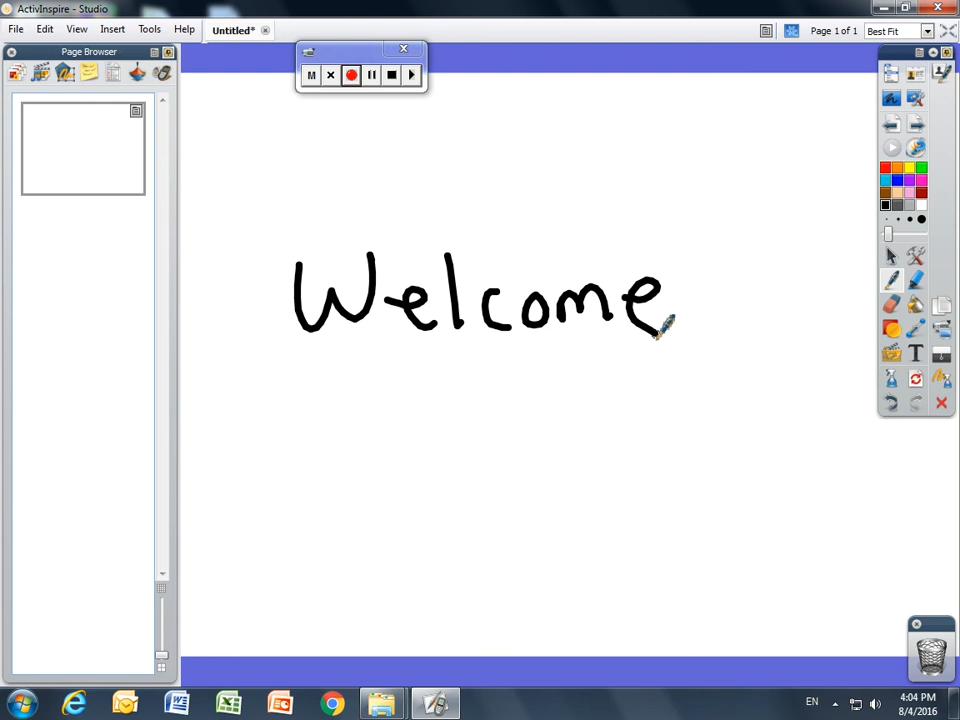 ActivInspire - Studio
File Edit View Insert Tools Help Untitled* Page 1 of 1 Best Fit
Page Browser
M
Welcome
T
EN 4:04 PM
8/4/2016